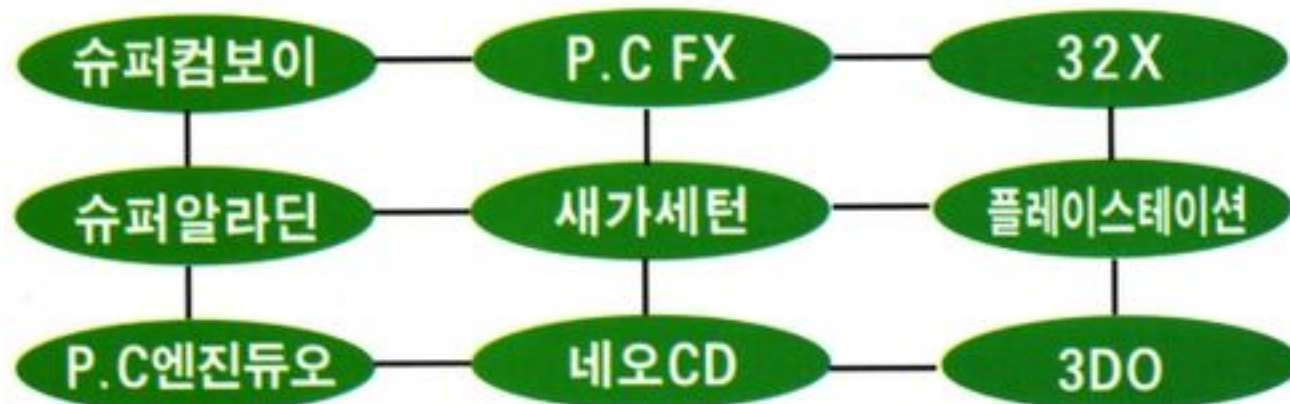 슈퍼컴보이
P.C FX
32X
슈퍼알라딘
새가세턴
플레이스테이션
P.C엔진듀오
네오CD
3DO